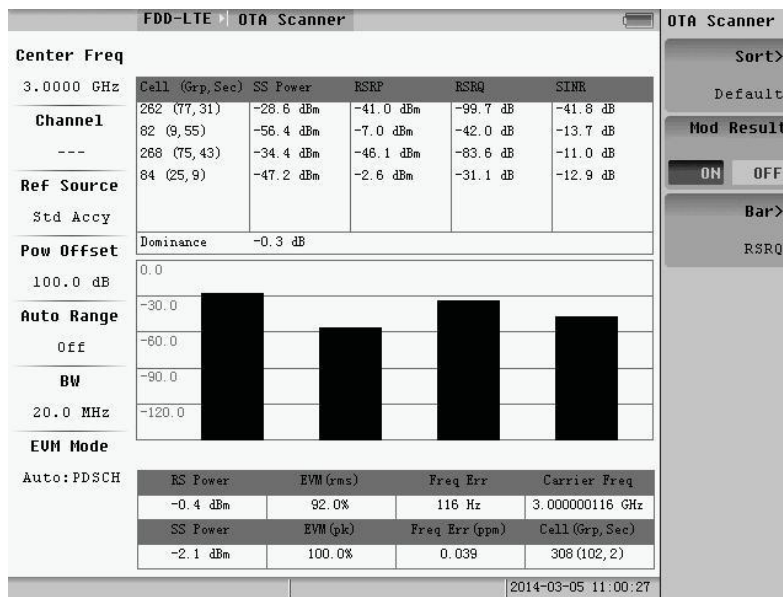 FDD-LTE OTA Scanner
OTA Scanner
Center Freq
3.0000 GHz
Channel
---
Ref Source
Std Accy
Pow Offset
100.0 dB
Auto Range
Off
BW
20.0 MHz
EVM Mode
Auto:PDSCH
Cell (Grp,Sec) SS Power RSRP RSRQ SINR
262 (77,31) -28.6 dBm -41.0 dBm -99.7 dB -41.8 dB
82 (9,55) -56.4 dBm -7.0 dBm -42.0 dB -13.7 dB
268 (75,43) -34.4 dBm -46.1 dBm -83.6 dB -11.0 dB
84 (25,9) -47.2 dBm -2.6 dBm -31.1 dB -12.9 dB
Dominance -0.3 dB
0.0
-30.0
-60.0
-90.0
-120.0
RS Power EVM(rms) Freq Err Carrier Freq
-0.4 dBm 92.0% 116 Hz 3.000000116 GHz
SS Power EVM(pk) Freq Err(ppm) Cell(Grp,Sec)
-2.1 dBm 100.0% 0.039 308(102,2)
Sort>
Default
Mod Result
ON OFF
Bar>
RSRQ
2014-03-05 11:00:27